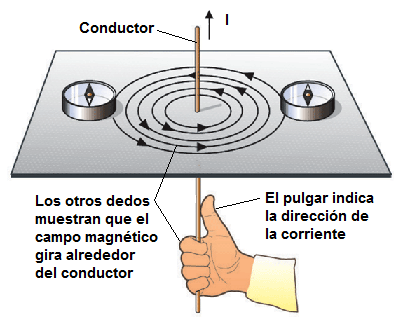 I
Conductor
Los otros dedos
muestran que el
campo magnético
gira alrededor
del conductor
El pulgar indica
la dirección de
la corriente